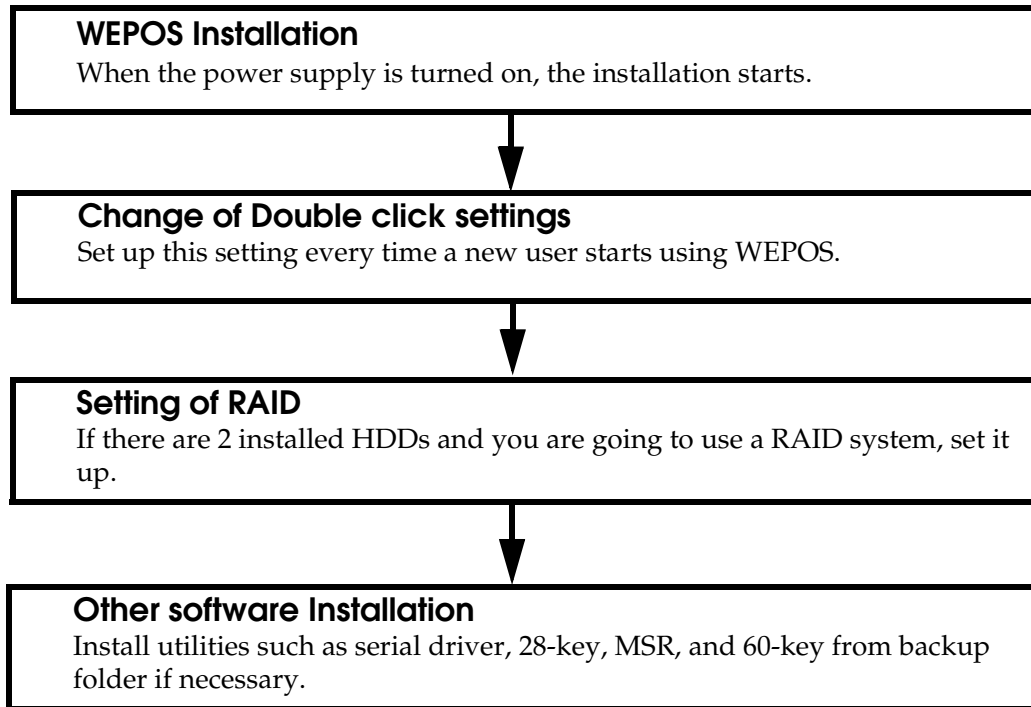 WEPOS Installation
When the power supply is turned on, the installation starts.
Change of Double click settings
Set up this setting every time a new user starts using WEPOS.
Setting of RAID
If there are 2 installed HDDs and you are going to use a RAID system, set it
up.
Other software Installation
Install utilities such as serial driver, 28-key, MSR, and 60-key from backup
folder if necessary.